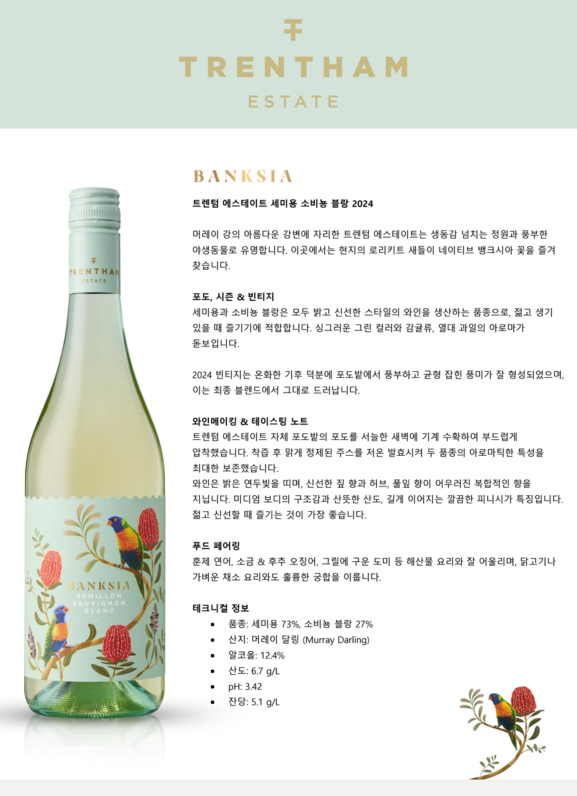 TRENTHAM
ESTATE
BANKSIA
트렌텀 에스테이트 세미용 소비뇽 블랑 2024
머레이 강의 아름다운 강변에 자리한 트렌텀 에스테이트는 생동감 넘치는 정원과 풍부한
야생동물로 유명합니다. 이곳에서는 현지의 로리키트 새들이 네이티브 뱅크시아 꽃을 즐겨
찾습니다.
포도, 시즌 & 빈티지
세미용과 소비뇽 블랑은 모두 밝고 신선한 스타일의 와인을 생산하는 품종으로, 젊고 생기
있을 때 즐기기에 적합합니다. 싱그러운 그린 컬러와 감귤류, 열대 과일의 아로마가
돋보입니다.
2024 빈티지는 온화한 기후 덕분에 포도밭에서 풍부하고 균형 잡힌 풍미가 잘 형성되었으며,
이는 최종 블렌드에서 그대로 드러납니다.
와인메이킹 & 테이스팅 노트
트렌텀 에스테이트 자체 포도밭의 포도를 서늘한 새벽에 기계 수확하여 부드럽게
압착했습니다. 착즙 후 맑게 정제된 주스를 저온 발효시켜 두 품종의 아로마틱한 특성을
최대한 보존했습니다.
와인은 밝은 연두빛을 띠며, 신선한 짚 향과 허브, 풀잎 향이 어우러진 복합적인 향을
지닙니다. 미디엄 보디의 구조감과 산뜻한 산도, 길게 이어지는 깔끔한 피니시가 특징입니다.
젊고 신선할 때 즐기는 것이 가장 좋습니다.
푸드 페어링
훈제 연어, 소금 & 후추 오징어, 그릴에 구운 도미 등 해산물 요리와 잘 어울리며, 닭고기나
가벼운 채소 요리와도 훌륭한 궁합을 이룹니다.
테크니컬 정보
• 품종: 세미용 73%, 소비뇽 블랑 27%
• 산지: 머레이 달링 (Murray Darling)
• 알코올: 12.4%
• 산도: 6.7 g/L
• pH: 3.42
• 잔당: 5.1 g/L
TRENTHAM
ESTATE
BANKSIA
SEMILLON
SAUVIGNON
BLANC